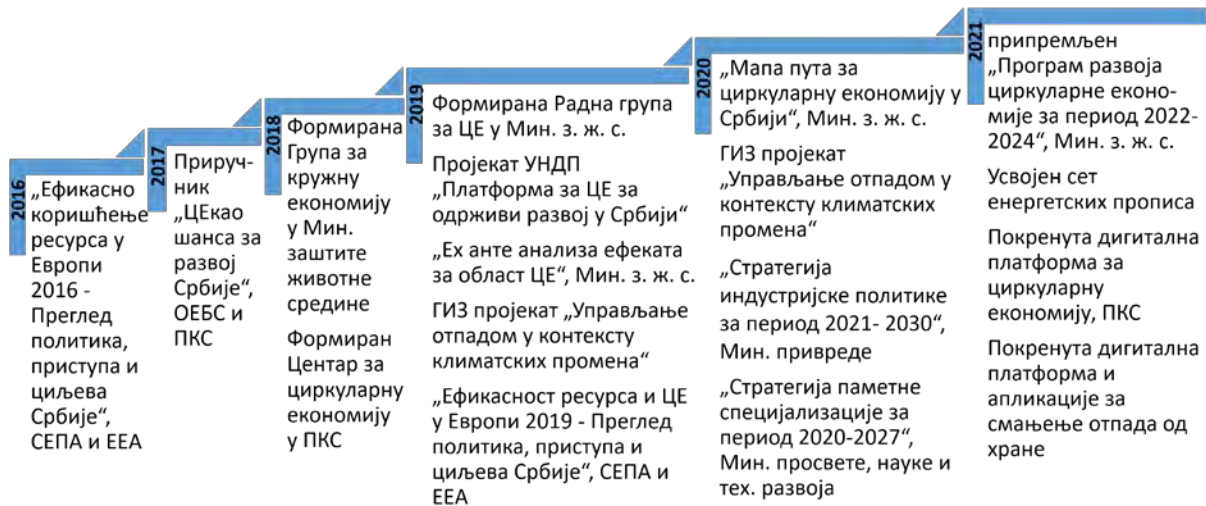 2016
„Ефикасно
коришћење
ресурса у
Европи
2016 -
Преглед
политика,
приступа и
циљева
Србије“,
СЕПА и ЕЕА
2017
Прируч-
ник
„ЦЕкао
шанса за
развој
Србије“,
ОЕБС и
ПКС
2018
Формирана
Група за
кружну
економију
у Мин.
заштите
животне
средине
Формиран
Центар за
циркуларну
економију
у ПКС
2019
Формирана Радна група
за ЦЕ у Мин. з. ж. с.
Пројекат УНДП
„Платформа за ЦЕ за
одрживи развој у Србији“
„Ех анте анализа ефеката
за област ЦЕ“, Мин. з. ж. с.
ГИЗ пројекат „Управљање
отпадом у контексту
климатских промена“
„Ефикасност ресурса и ЦЕ
у Европи 2019 - Преглед
политика, приступа и
циљева Србије“, СЕПА и
ЕЕА
2020
„Мапа пута за
циркуларну економију у
Србији“, Мин. з. ж. с.
ГИЗ пројекат
„Управљање отпадом у
контексту климатских
промена“
„Стратегија
индустријске политике
за период 2021- 2030“,
Мин. привреде
„Стратегија паметне
специјализације за
период 2020-2027“,
Мин. просвете, науке и
тех. развоја
2021
припремљен
„Програм развоја
циркуларне еконо-
мије за период 2022-
2024“, Мин. з. ж. с.
Усвојен сет
енергетских прописа
Покренута дигитална
платформа за
циркуларну
економију, ПКС
Покренута дигитална
платформа и
апликације за
смањење отпада од
хране